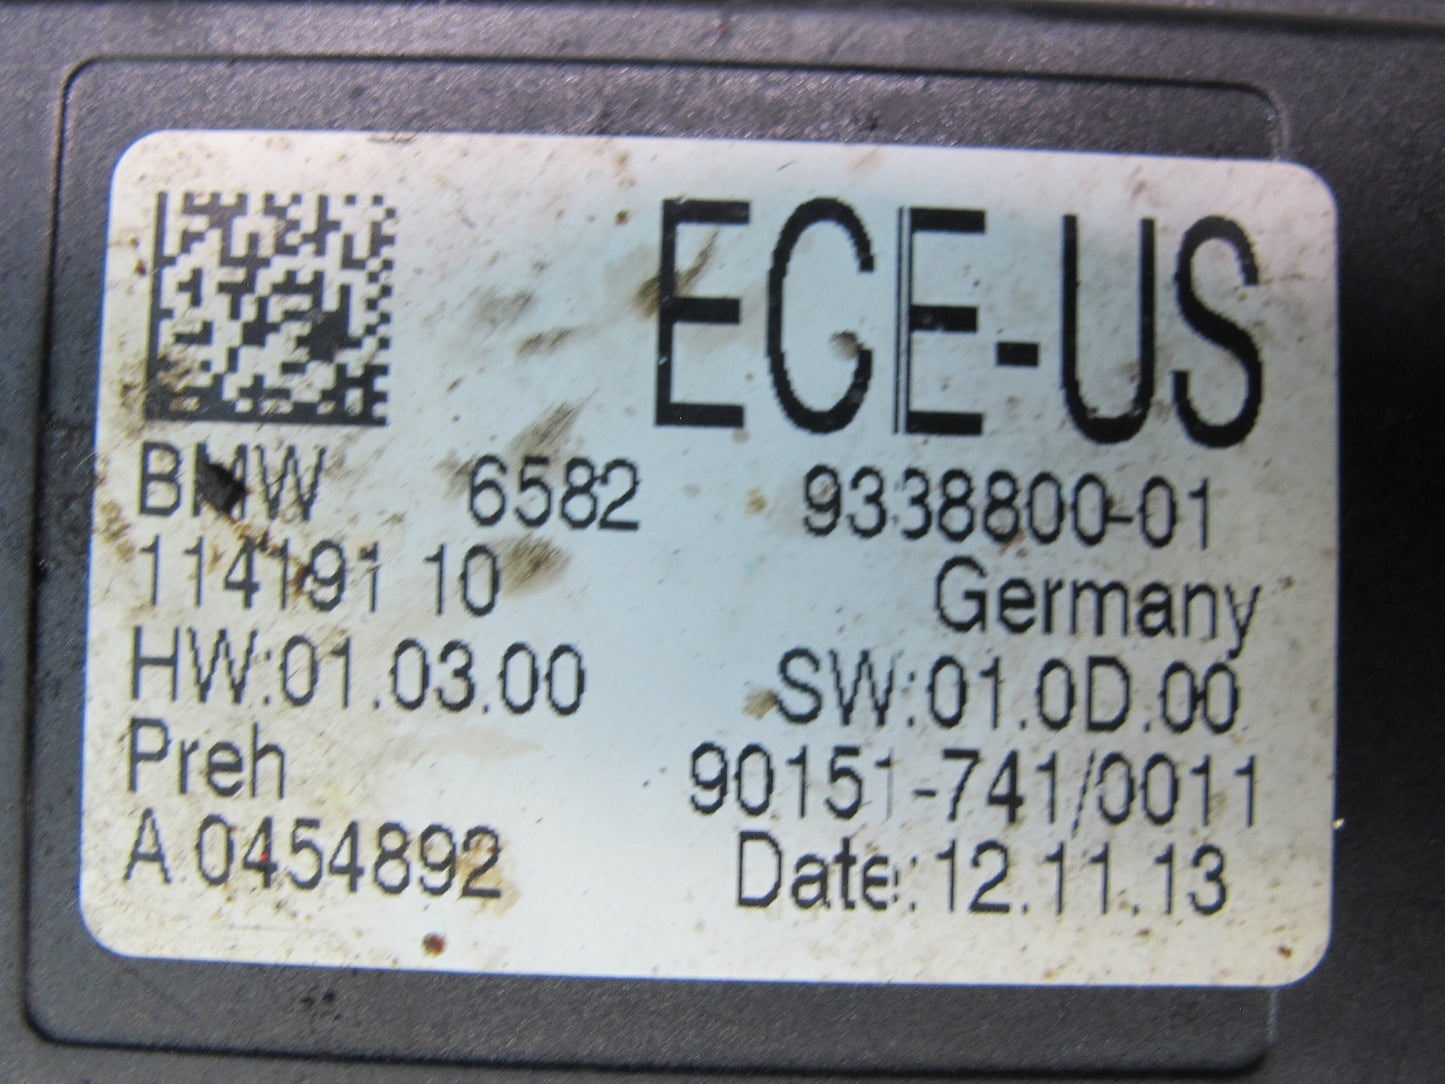 ECE-US
BMW 6582 9338800-01
114191 10 Germany
HW:01.03.00 SW:01.0D.00
Preh 90151-741/0011
A 0454892 Date:12.11.13